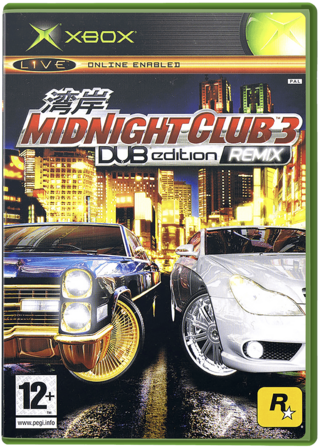 XBOX
LIVE ONLINE ENABLED
PAL
湾岸
MIDNIGHT CLUB 3
DUB edition REMIX
12+
www.pegi.info
R